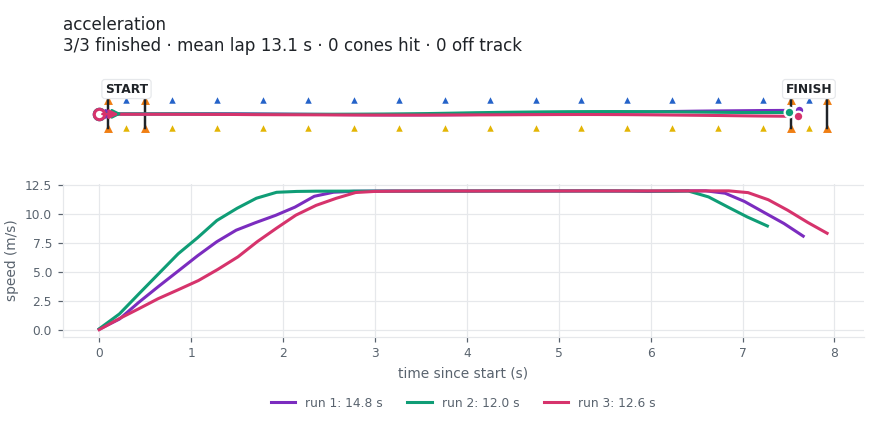 acceleration
3/3 finished · mean lap 13.1 s · 0 cones hit · 0 off track
START
FINISH
12.5
10.0
7.5
5.0
2.5
0.0
speed (m/s)
0 1 2 3 4 5 6 7 8
time since start (s)
run 1: 14.8 s run 2: 12.0 s run 3: 12.6 s